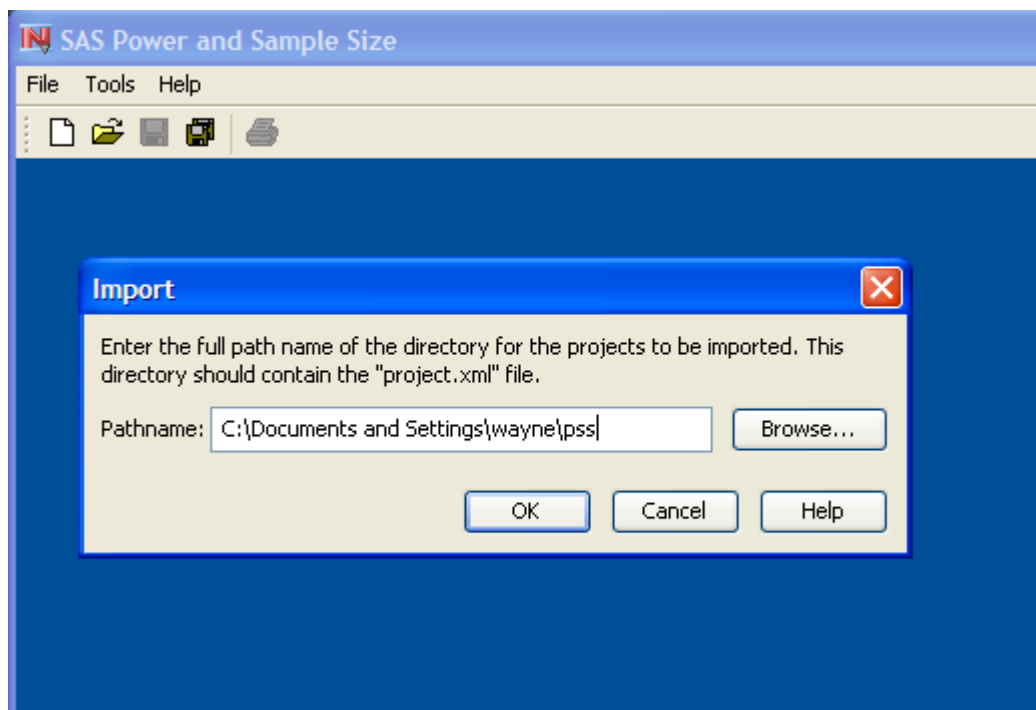 SAS Power and Sample Size
File Tools Help
Import
Enter the full path name of the directory for the projects to be imported. This
directory should contain the "project.xml" file.
Pathname: C:\Documents and Settings\wayne\pss Browse...
OK Cancel Help